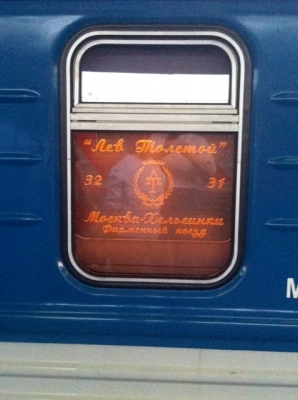 "Лев Толстой"
32 31
Москва-Хельсинки
Фирменный поезд
М